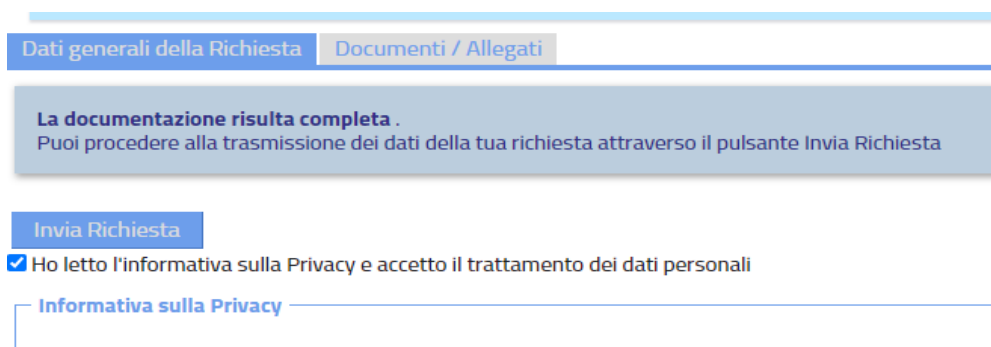 Dati generali della Richiesta
Documenti / Allegati
La documentazione risulta completa .
Puoi procedere alla trasmissione dei dati della tua richiesta attraverso il pulsante Invia Richiesta
Invia Richiesta
Ho letto l'informativa sulla Privacy e accetto il trattamento dei dati personali
Informativa sulla Privacy